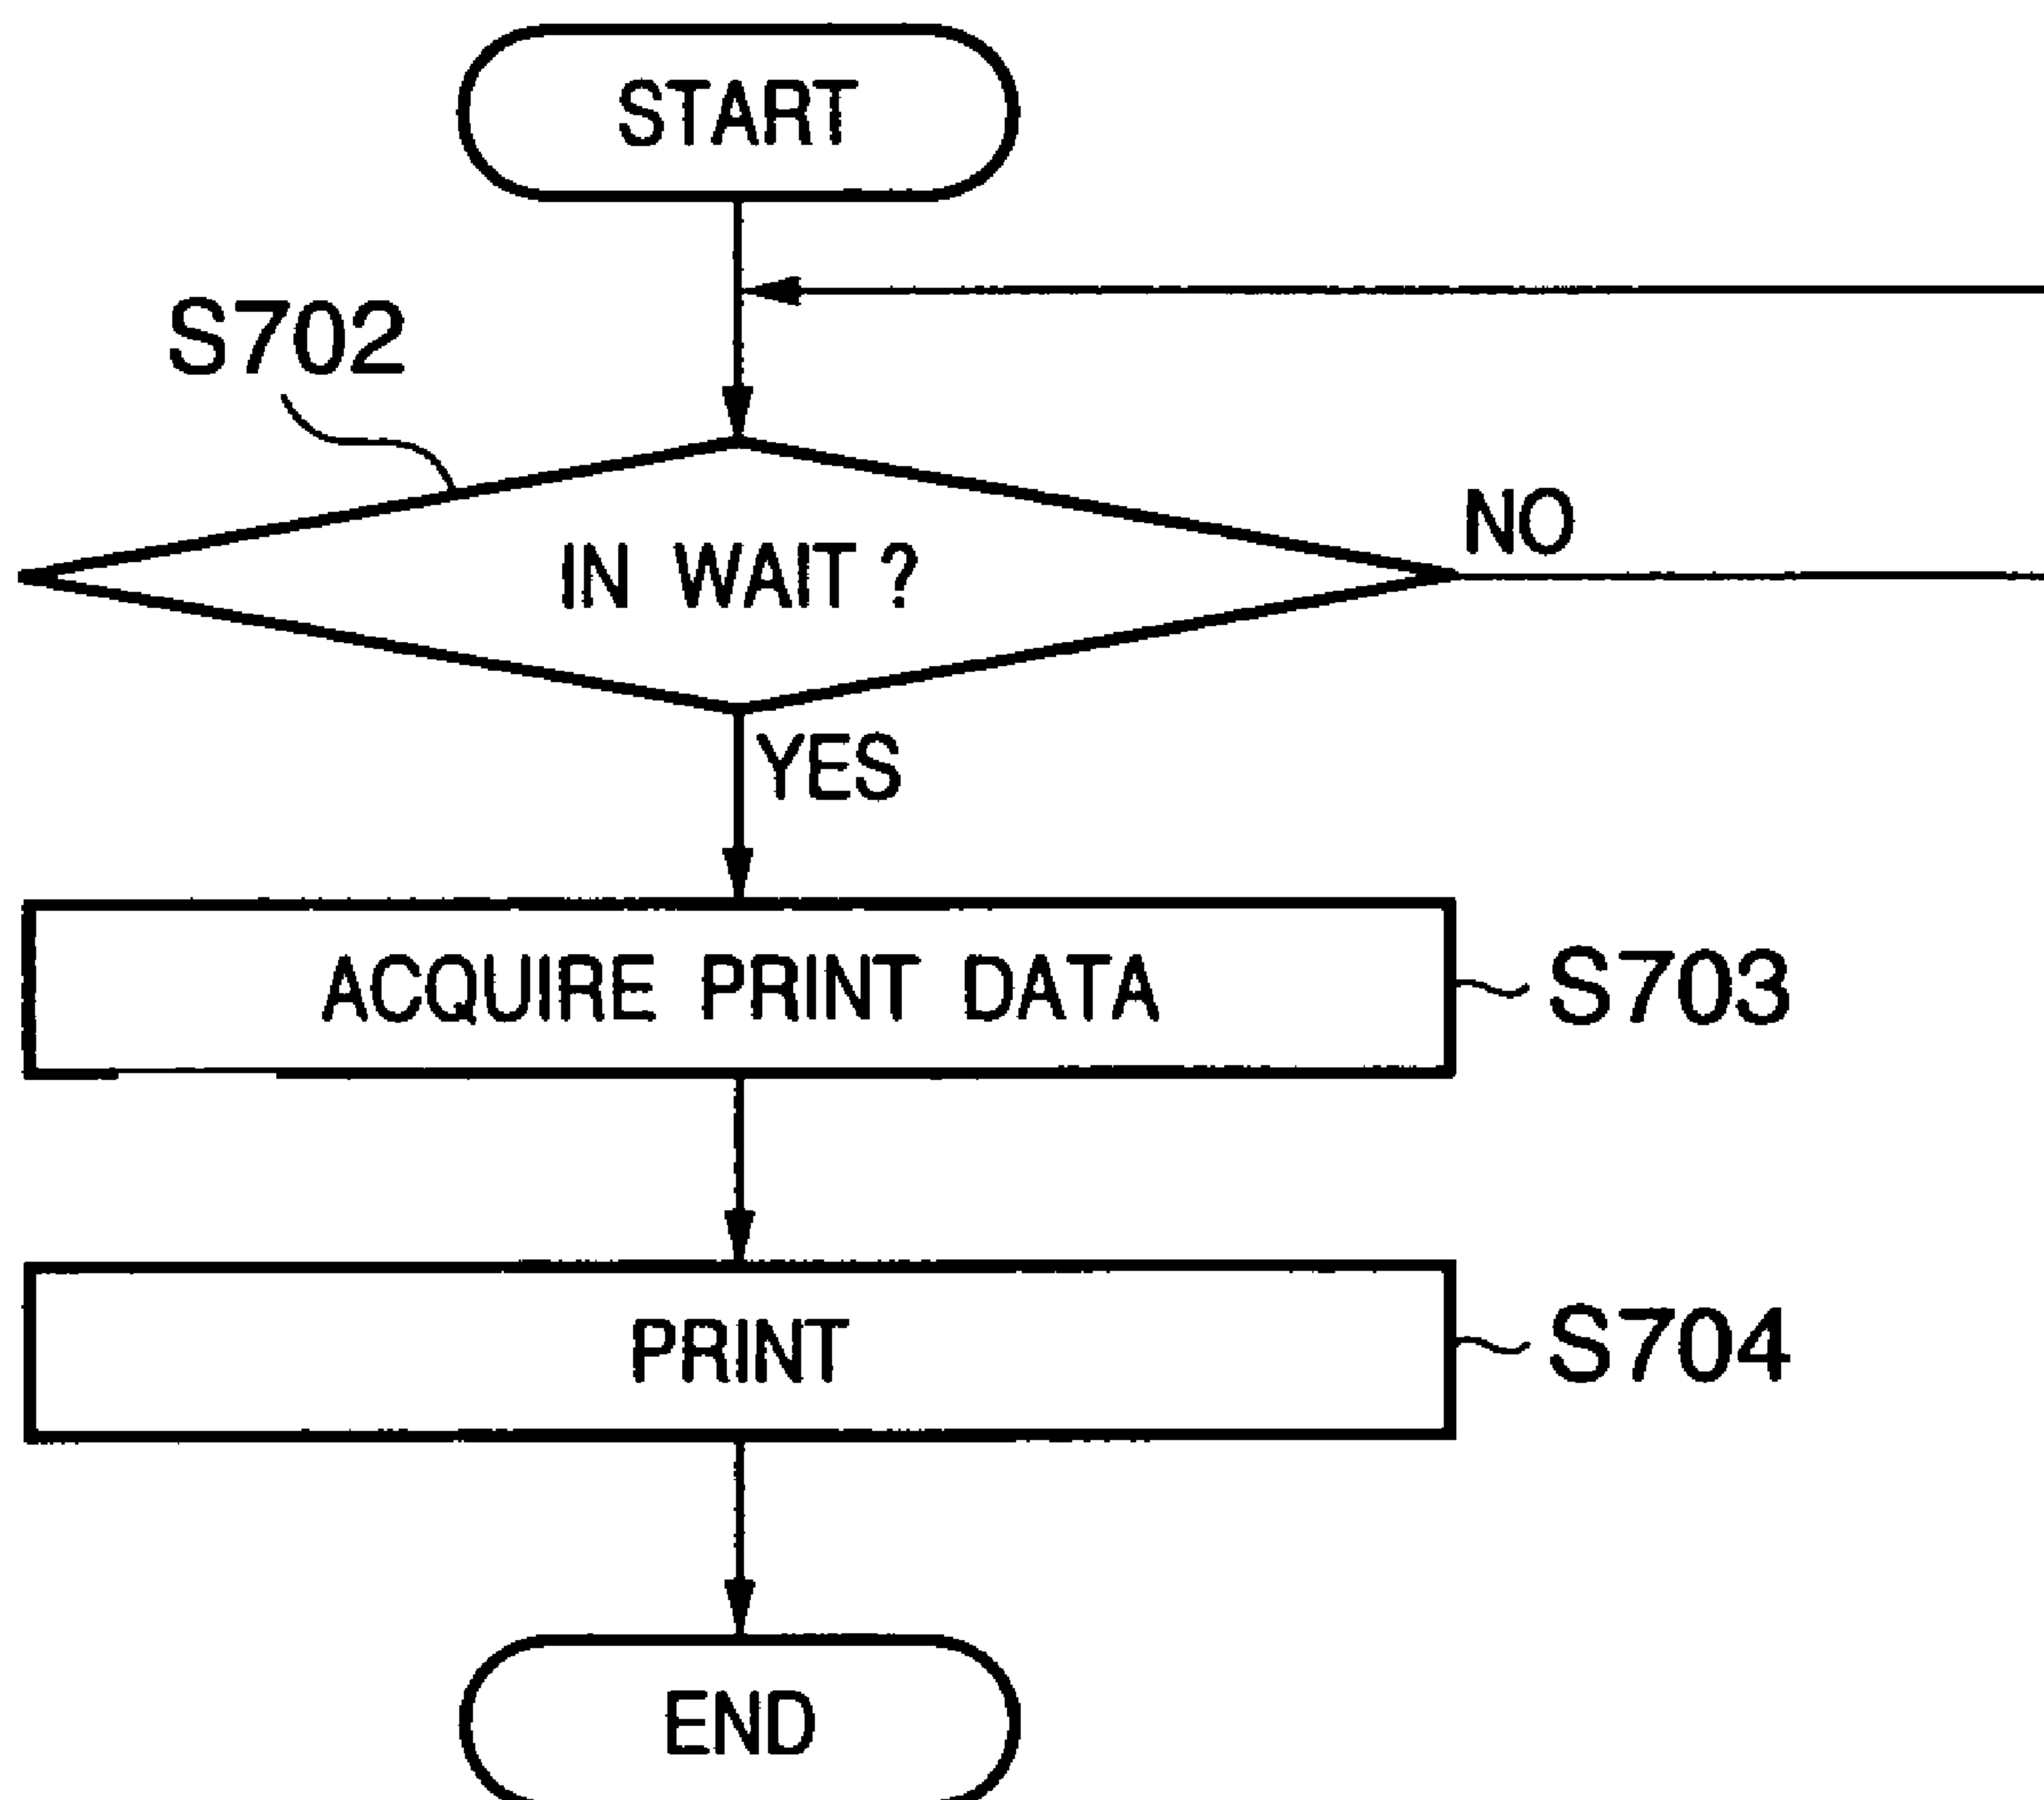 START
S702
NO
IN WAIT ?
YES
ACQUIRE PRINT DATA
S703
PRINT
S704
END